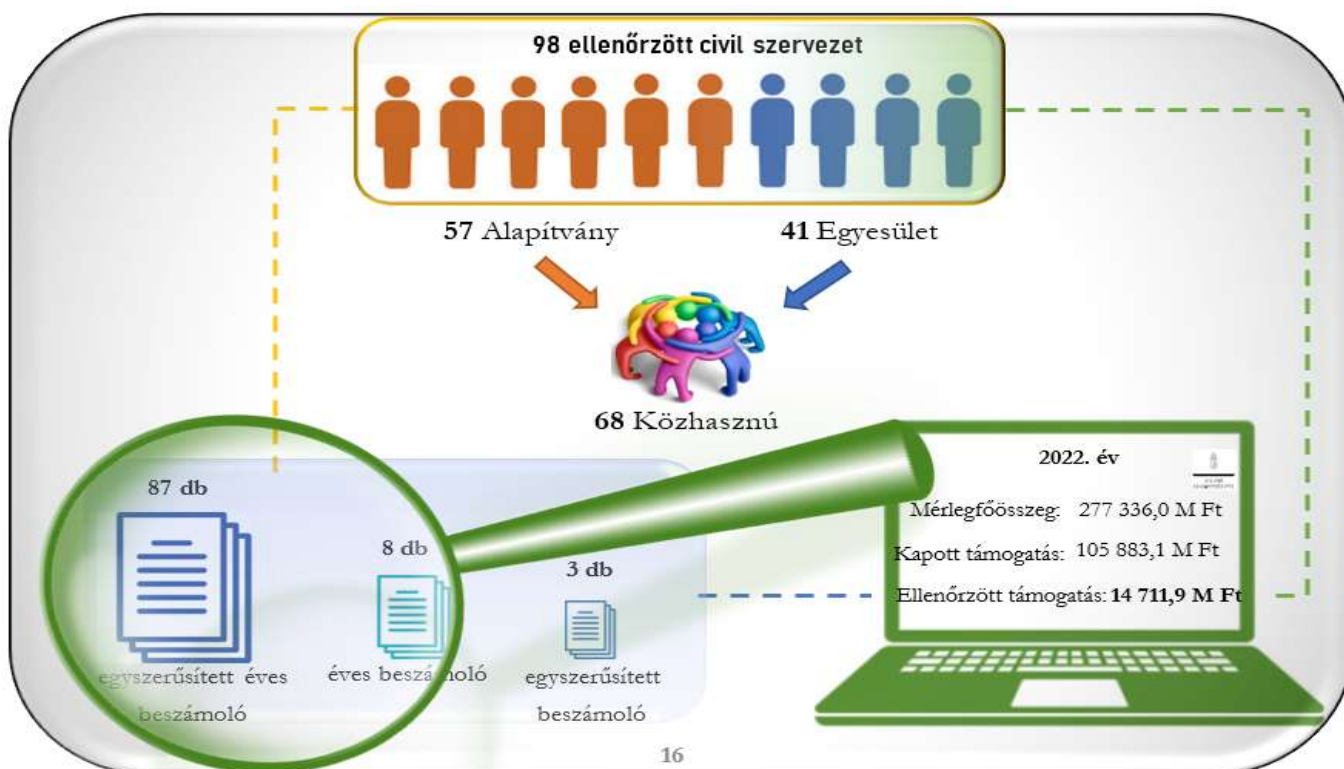 98 ellenőrzött civil szervezet
57 Alapítvány
41 Egyesület
68 Közhasznú
87 db
egyszerűsített éves
beszámoló
8 db
éves beszámoló
3 db
egyszerűsített
beszámoló
2022. év
Mérlegfőösszeg: 277 336,0 M Ft
Kapott támogatás: 105 883,1 M Ft
Ellenőrzött támogatás: 14 711,9 M Ft
16